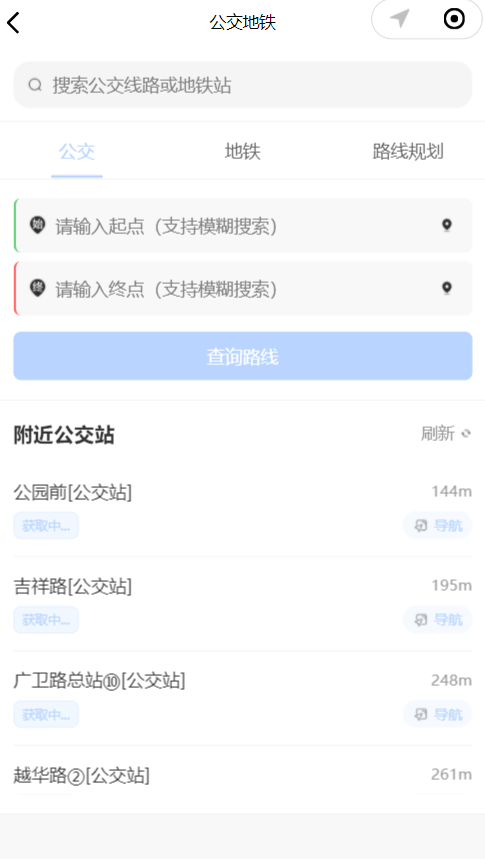 公交地铁
搜索公交线路或地铁站
公交 地铁 路线规划
始 请输入起点（支持模糊搜索）
终 请输入终点（支持模糊搜索）
查询路线
附近公交站 刷新
公园前[公交站] 144m
获取中... 导航
吉祥路[公交站] 195m
获取中... 导航
广卫路总站⑩[公交站] 248m
获取中... 导航
越华路②[公交站] 261m